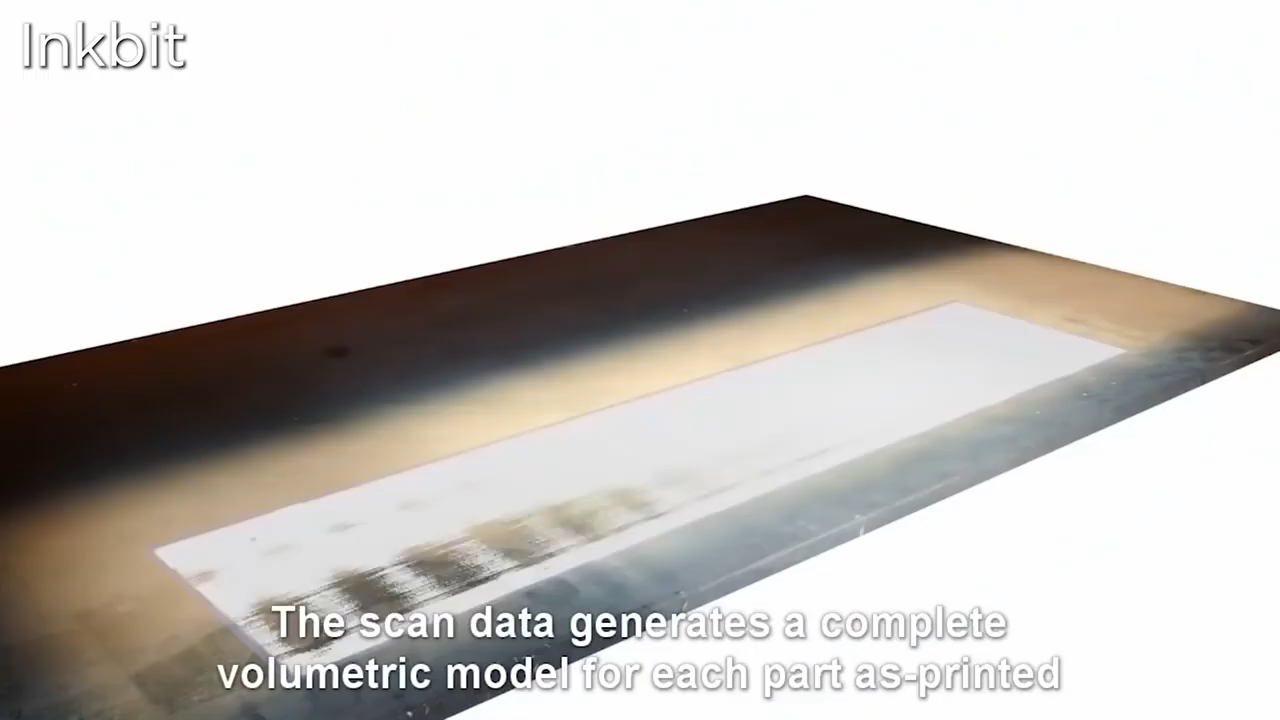 Inkbit
The scan data generates a complete
volumetric model for each part as-printed